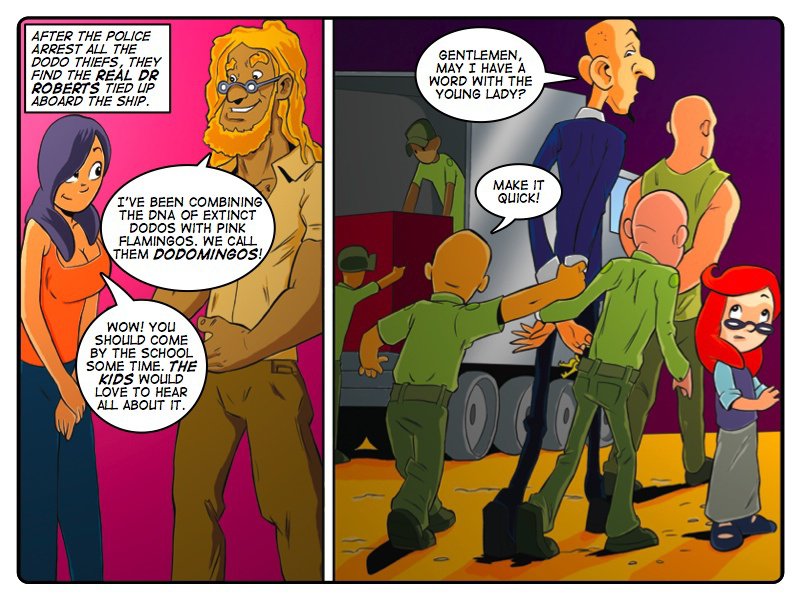 AFTER THE POLICE
ARREST ALL THE
DODO THIEFS, THEY
FIND THE REAL DR
ROBERTS TIED UP
ABOARD THE SHIP.
I'VE BEEN COMBINING
THE DNA OF EXTINCT
DODOS WITH PINK
FLAMINGOS. WE CALL
THEM DODOMINGOS!
WOW! YOU
SHOULD COME
BY THE SCHOOL
SOME TIME. THE
KIDS WOULD
LOVE TO HEAR
ALL ABOUT IT.
GENTLEMEN,
MAY I HAVE A
WORD WITH THE
YOUNG LADY?
MAKE IT
QUICK!